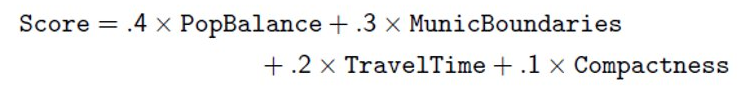 Score = .4 × PopBalance + .3 × MunicBoundaries
+ .2 × TravelTime + .1 × Compactness